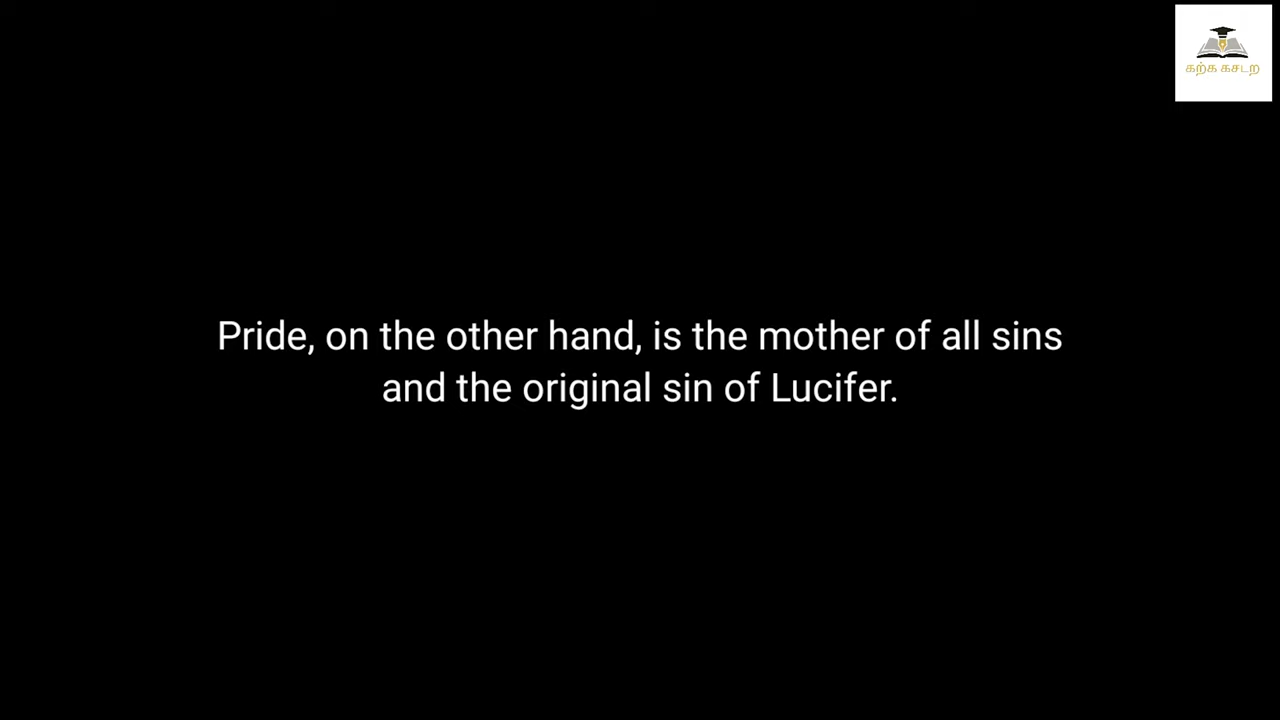 கற்க கசடற
Pride, on the other hand, is the mother of all sins
and the original sin of Lucifer.